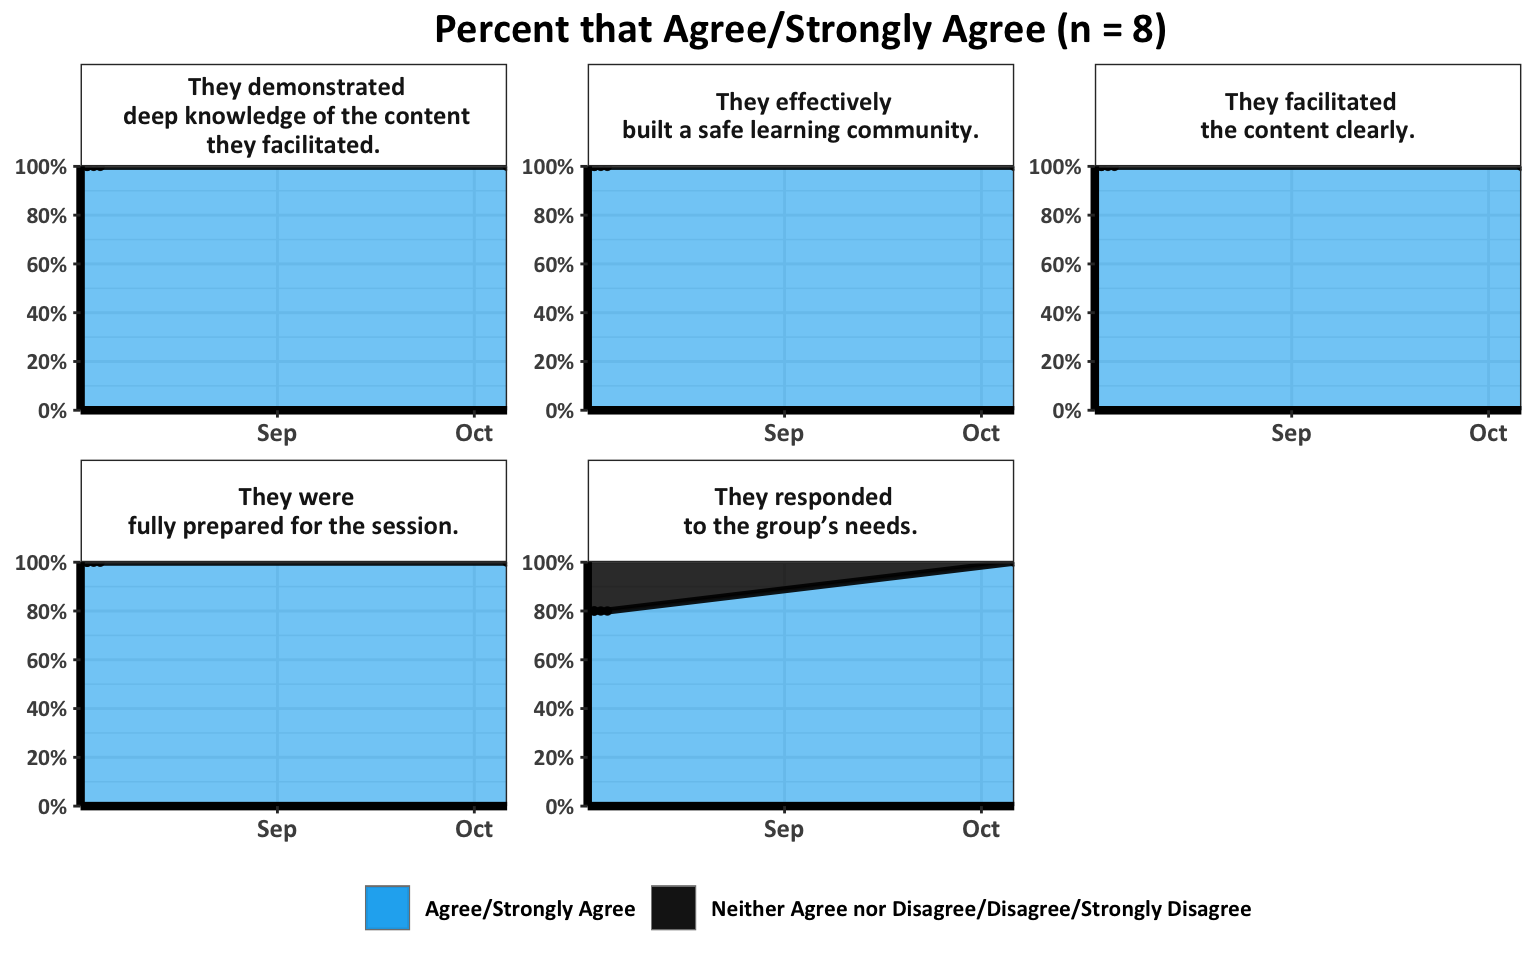 Percent that Agree/Strongly Agree (n = 8)
They demonstrated
deep knowledge of the content
they facilitated.
They effectively
built a safe learning community.
They facilitated
the content clearly.
100%
80%
60%
40%
20%
0%
Sep Oct
100%
80%
60%
40%
20%
0%
Sep Oct
100%
80%
60%
40%
20%
0%
Sep Oct
They were
fully prepared for the session.
They responded
to the group’s needs.
100%
80%
60%
40%
20%
0%
Sep Oct
100%
80%
60%
40%
20%
0%
Sep Oct
Agree/Strongly Agree Neither Agree nor Disagree/Disagree/Strongly Disagree